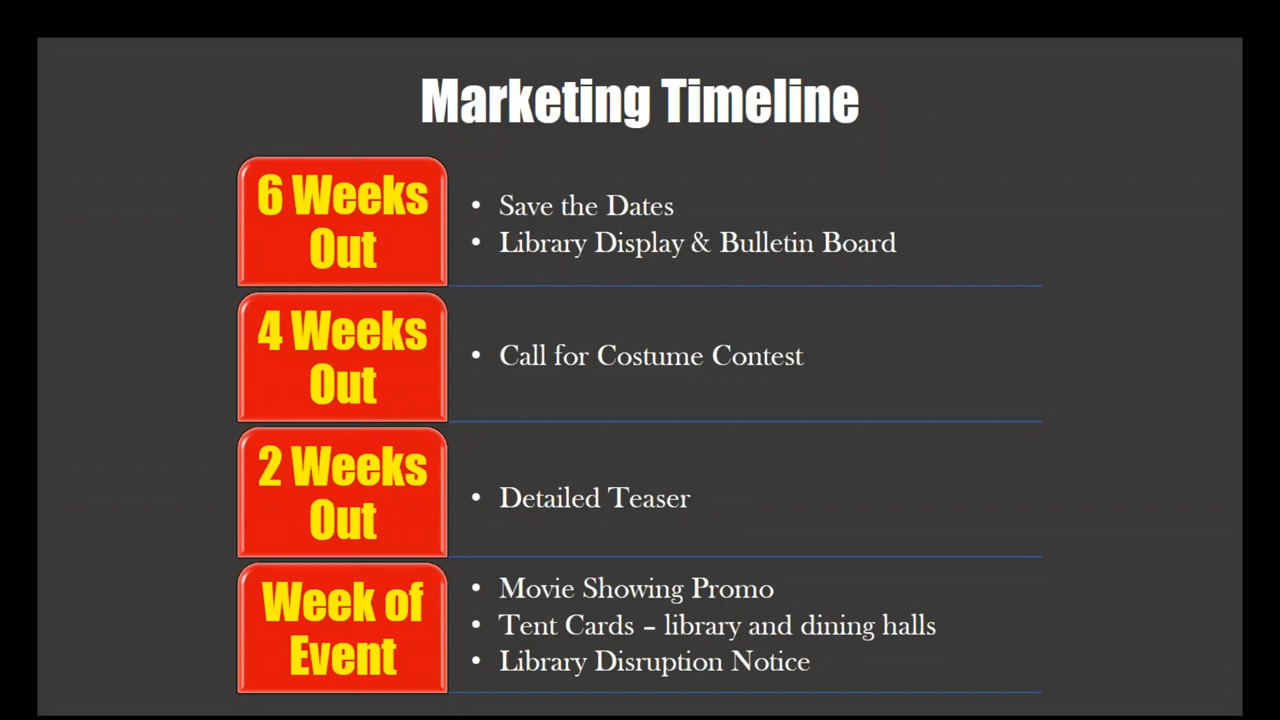 Marketing Timeline
6 Weeks
Out
• Save the Dates
• Library Display & Bulletin Board
4 Weeks
Out
• Call for Costume Contest
2 Weeks
Out
• Detailed Teaser
Week of
Event
• Movie Showing Promo
• Tent Cards – library and dining halls
• Library Disruption Notice